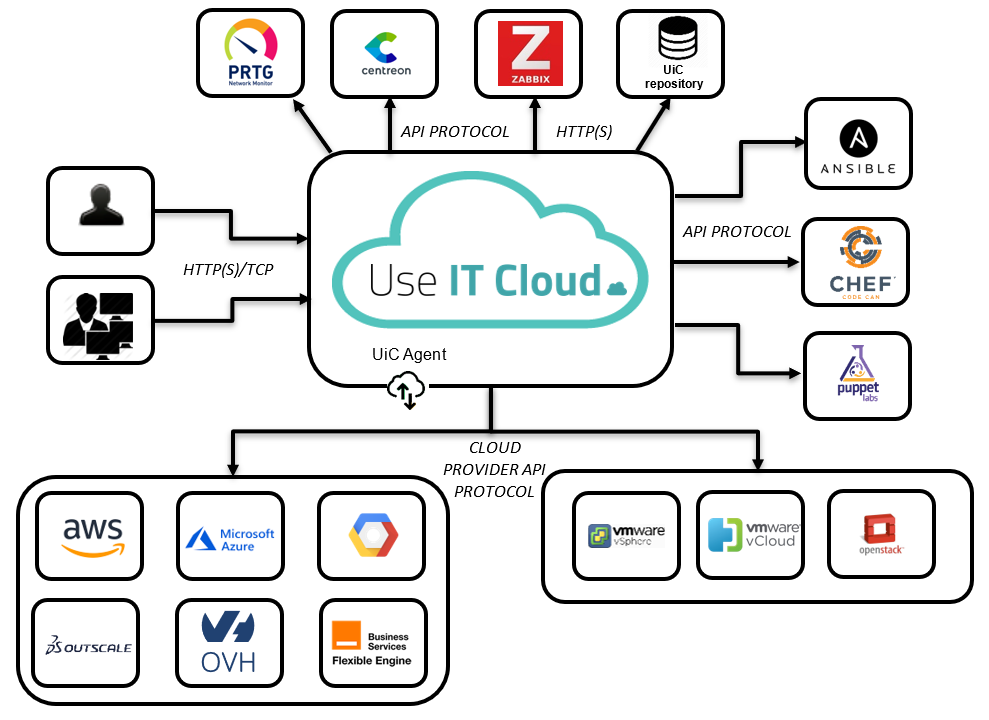 PRTG
Network Monitor
centreon
Z
ZABBIX
UiC
repository
API PROTOCOL
HTTP(S)
ANSIBLE
HTTP(S)/TCP
API PROTOCOL
Use IT Cloud
CHEF
CODE CAN
UiC Agent
puppet
labs
CLOUD
PROVIDER API
PROTOCOL
aws
Microsoft
Azure
vmware
vSphere
vmware
vCloud
openstack
OUTSCALE
OVH
Business
Services
Flexible Engine